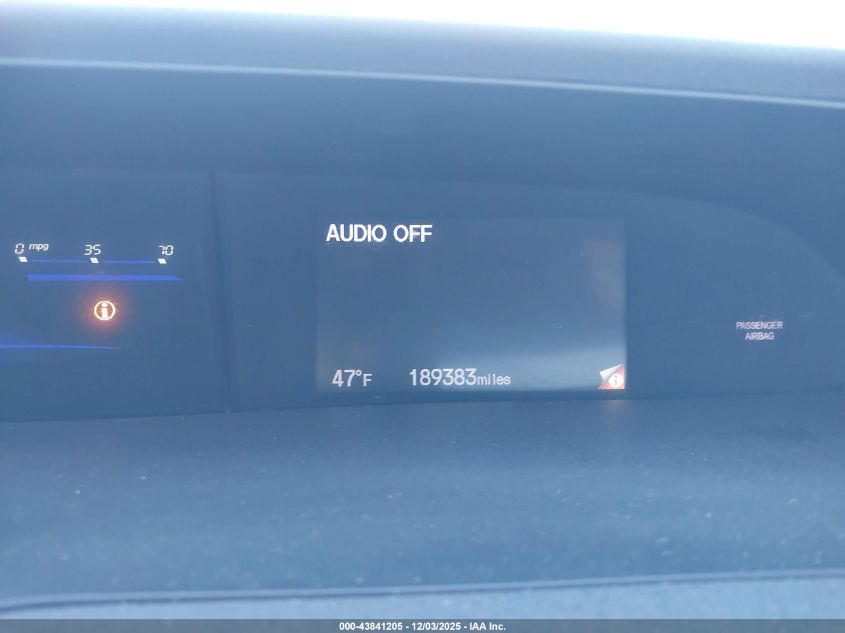 0 mpg 35 70
AUDIO OFF
PASSENGER
AIRBAG
47°F 189383miles
000-43841205 - 12/03/2025 - IAA Inc.